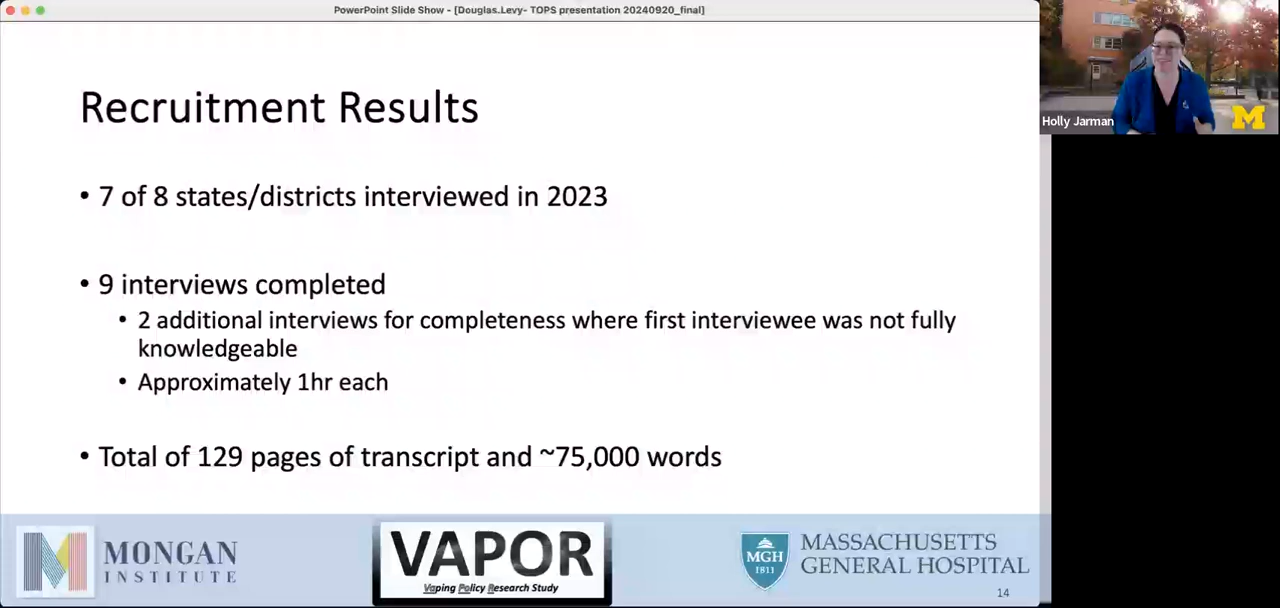 PowerPoint Slide Show - [Douglas.Levy- TOPS presentation 20240920_final]
Recruitment Results
• 7 of 8 states/districts interviewed in 2023
• 9 interviews completed
• 2 additional interviews for completeness where first interviewee was not fully
knowledgeable
• Approximately 1hr each
• Total of 129 pages of transcript and ~75,000 words
Holly Jarman
M
MONGAN
INSTITUTE
VAPOR
Vaping Policy Research Study
MGH
1811
MASSACHUSETTS
GENERAL HOSPITAL
14